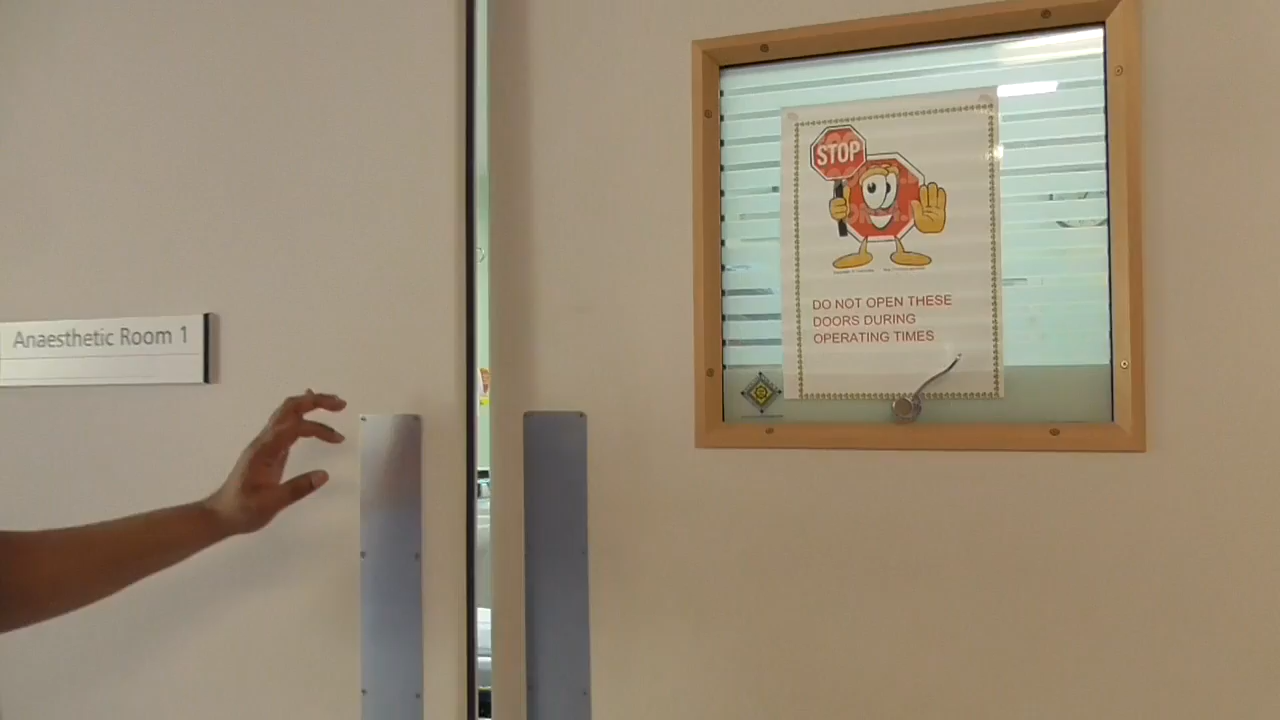 Anaesthetic Room 1
STOP
DO NOT OPEN THESE
DOORS DURING
OPERATING TIMES